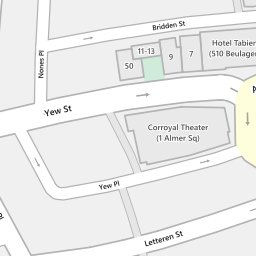 Bridden St
Nones Pl
11-13
50
9
7
Hotel Tabien
(510 Beulage
Yew St
Corroyal Theater
(1 Almer Sq)
Yew Pl
Letteren St